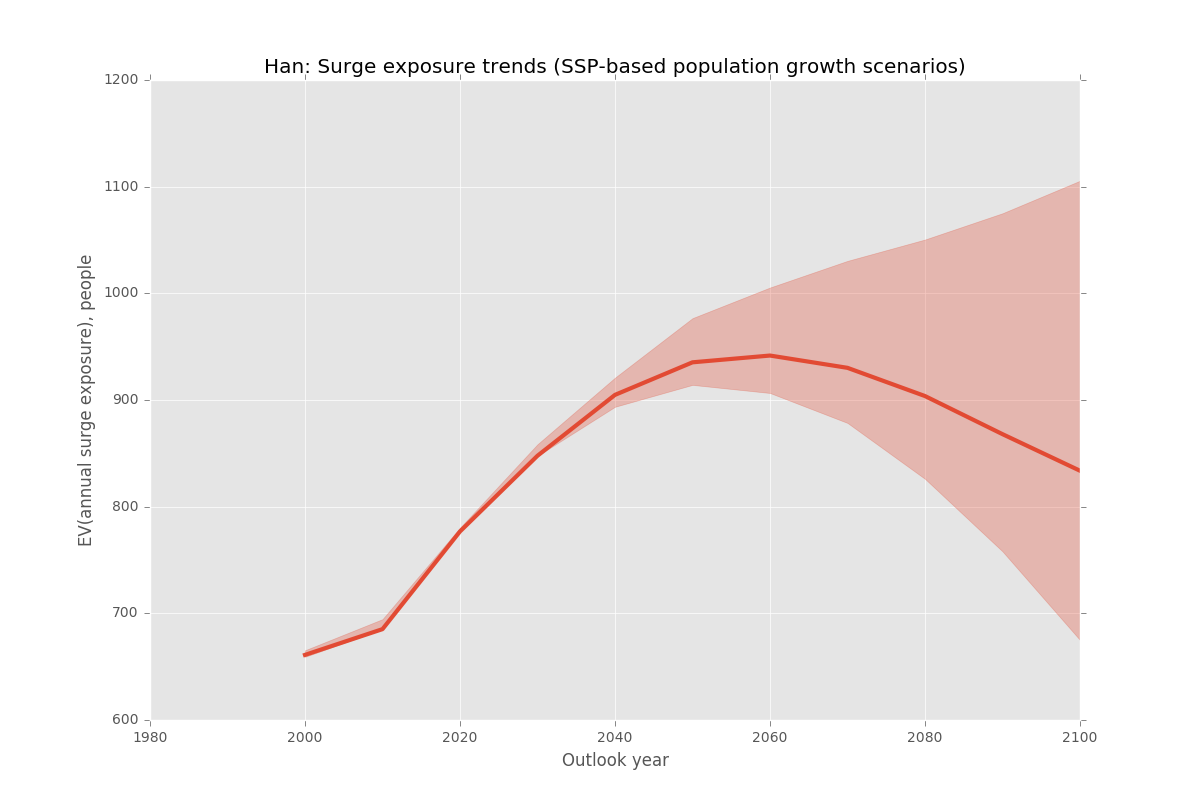 Han: Surge exposure trends (SSP-based population growth scenarios)
1200
1100
1000
900
800
700
600
EV(annual surge exposure), people
1980 2000 2020 2040 2060 2080 2100
Outlook year